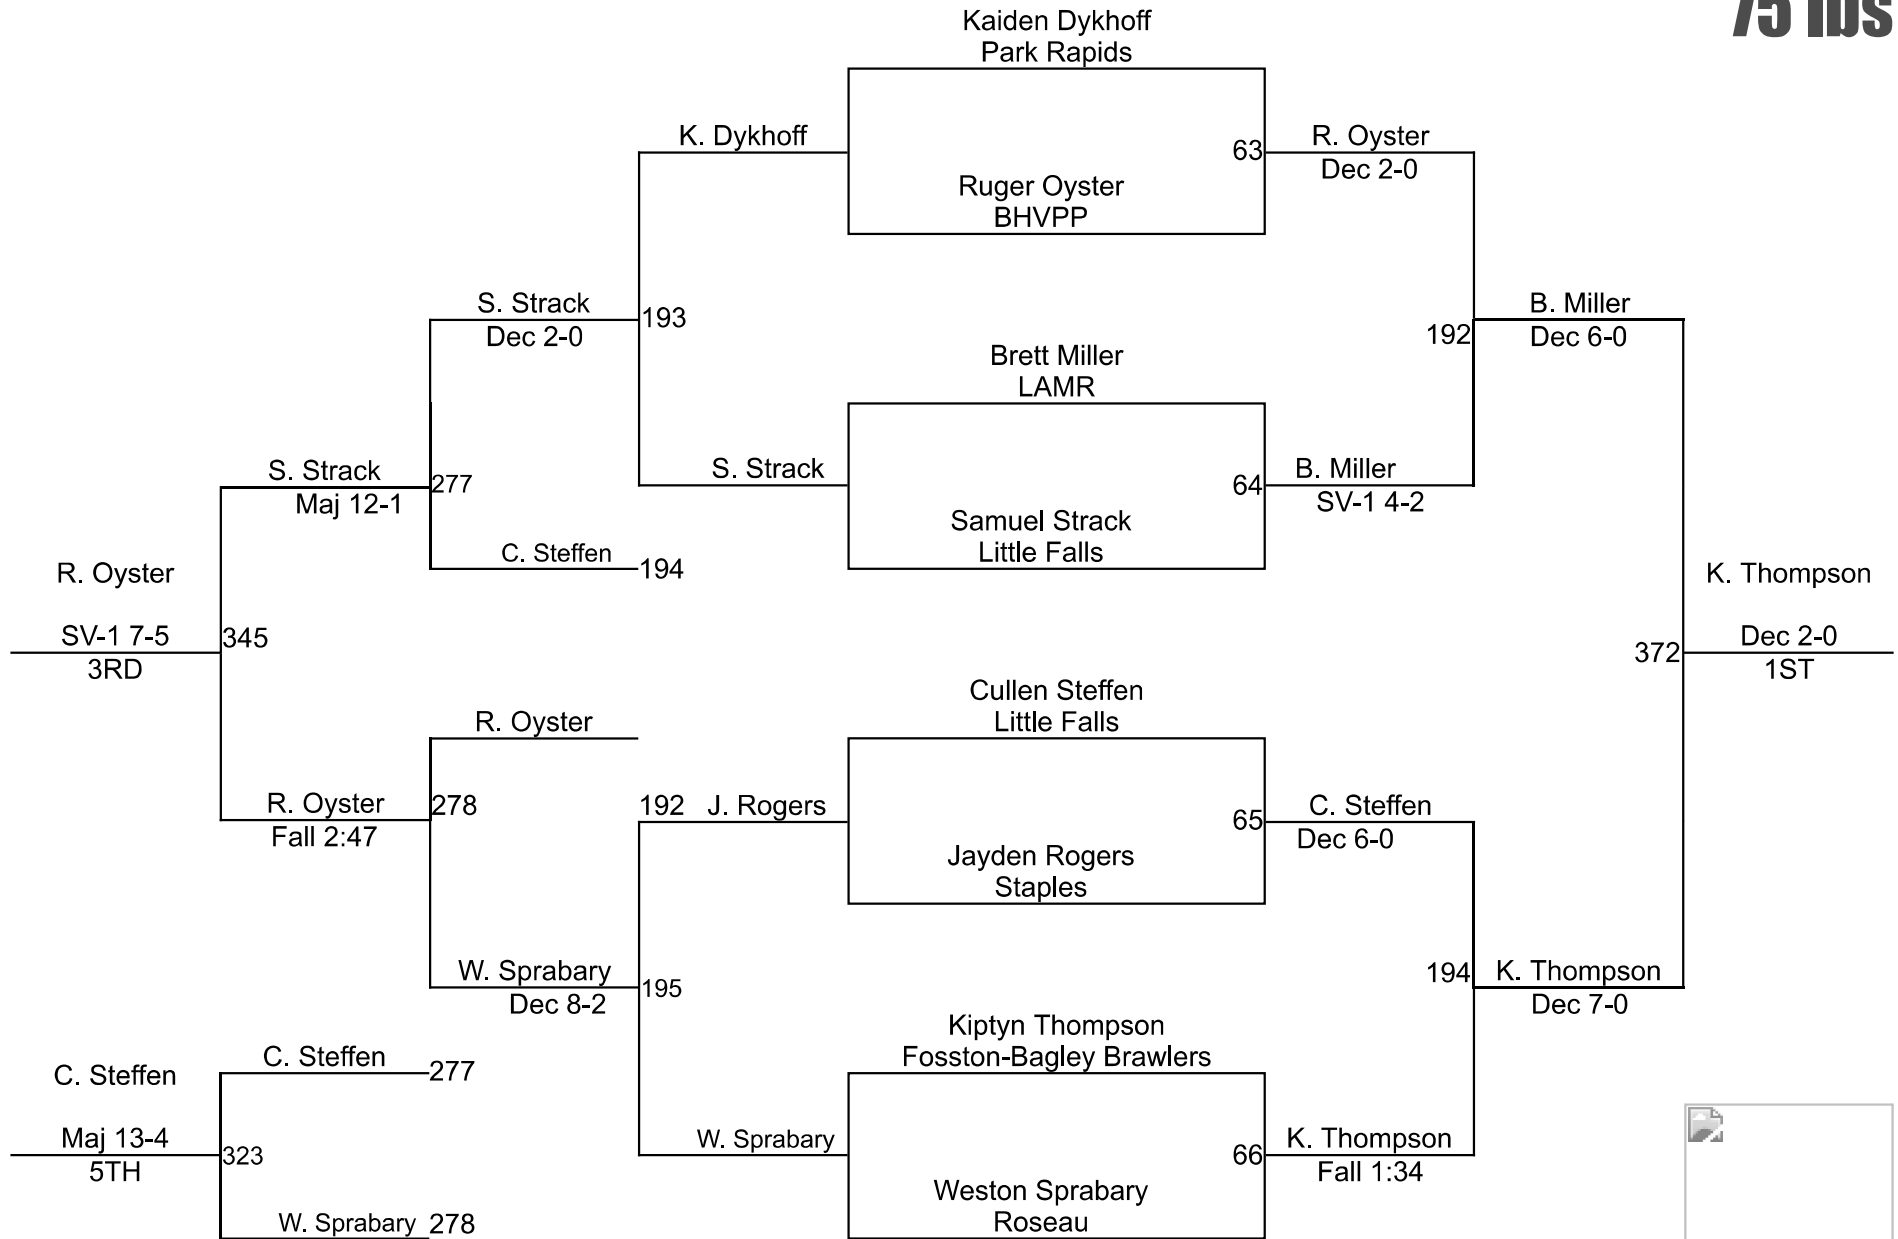 75 lbs
Kaiden Dykhoff
Park Rapids
K. Dykhoff
63
R. Oyster
Dec 2-0
Ruger Oyster
BHVPP
S. Strack
Dec 2-0
193
B. Miller
Dec 6-0
192
Brett Miller
LAMR
S. Strack
Maj 12-1
277
S. Strack
64
B. Miller
SV-1 4-2
Samuel Strack
Little Falls
C. Steffen
194
R. Oyster
SV-1 7-5
3RD
345
K. Thompson
Dec 2-0
1ST
372
Cullen Steffen
Little Falls
R. Oyster
R. Oyster
Fall 2:47
278
192
J. Rogers
65
C. Steffen
Dec 6-0
Jayden Rogers
Staples
W. Sprabary
Dec 8-2
195
194
K. Thompson
Dec 7-0
Kiptyn Thompson
Fosston-Bagley Brawlers
C. Steffen
277
C. Steffen
Maj 13-4
5TH
323
W. Sprabary
66
K. Thompson
Fall 1:34
Weston Sprabary
Roseau
W. Sprabary
278